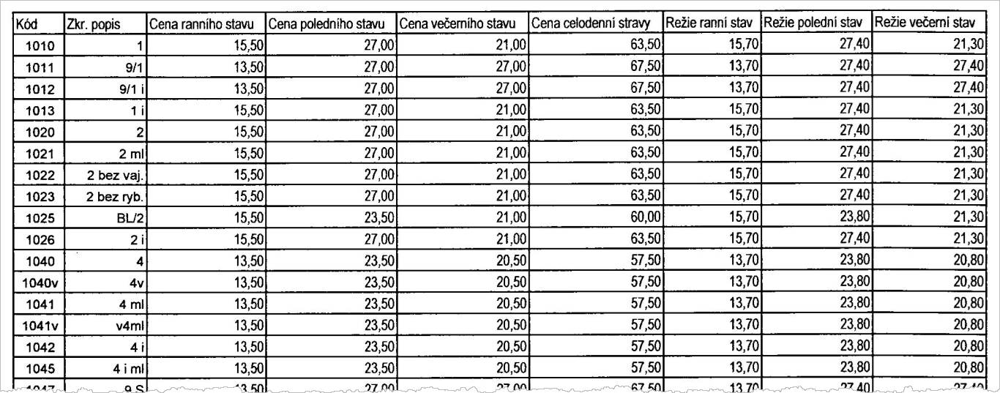 Kód Zkr. popis Cena ranního stavu Cena poledního stavu Cena večerního stavu Cena celodenní stravy Režie ranní stav Režie polední stav Režie večerní stav
1010 1 15,50 27,00 21,00 63,50 15,70 27,40 21,30
1011 9/1 13,50 27,00 27,00 67,50 13,70 27,40 27,40
1012 9/1 i 13,50 27,00 27,00 67,50 13,70 27,40 27,40
1013 1 i 15,50 27,00 21,00 63,50 15,70 27,40 21,30
1020 2 15,50 27,00 21,00 63,50 15,70 27,40 21,30
1021 2 ml 15,50 27,00 21,00 63,50 15,70 27,40 21,30
1022 2 bez vaj. 15,50 27,00 21,00 63,50 15,70 27,40 21,30
1023 2 bez ryb. 15,50 27,00 21,00 63,50 15,70 27,40 21,30
1025 BL/2 15,50 23,50 21,00 60,00 15,70 23,80 21,30
1026 2 i 15,50 27,00 21,00 63,50 15,70 27,40 21,30
1040 4 13,50 23,50 20,50 57,50 13,70 23,80 20,80
1040v 4v 13,50 23,50 20,50 57,50 13,70 23,80 20,80
1041 4 ml 13,50 23,50 20,50 57,50 13,70 23,80 20,80
1041v v4ml 13,50 23,50 20,50 57,50 13,70 23,80 20,80
1042 4 i 13,50 23,50 20,50 57,50 13,70 23,80 20,80
1045 4 i ml 13,50 23,50 20,50 57,50 13,70 23,80 20,80
1047 9 S 13,50 27,00 27,00 67,50 13,70 27,40 27,40